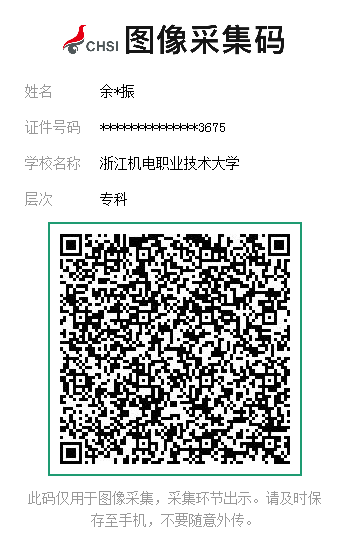 CHSI 图像采集码
姓名 余*振
证件号码 **************3675
学校名称 浙江机电职业技术大学
层次 专科
此码仅用于图像采集，采集环节出示。请及时保
存至手机，不要随意外传。